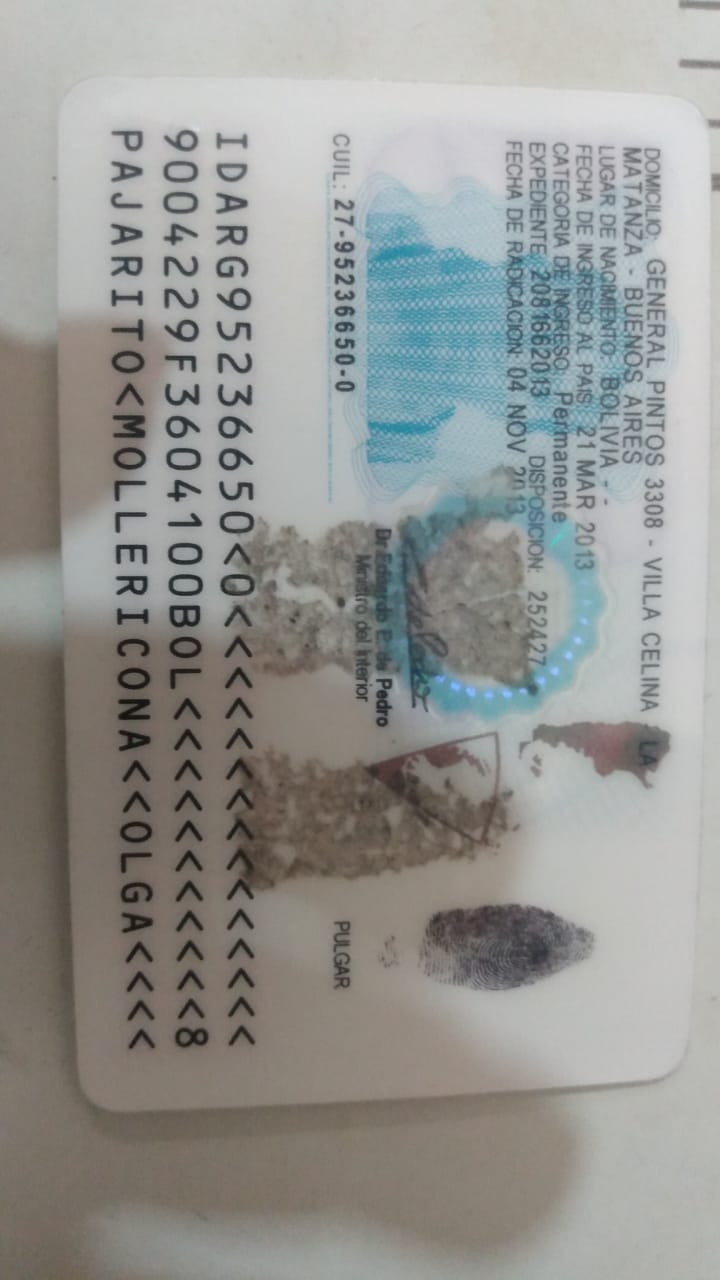 DOMICILIO: GENERAL PINTOS 3308 - VILLA CELINA - LA
MATANZA - BUENOS AIRES
LUGAR DE NACIMIENTO: BOLIVIA - -
FECHA DE INGRESO AL PAIS: 21 MAR 2013
CATEGORIA DE INGRESO: Permanente
EXPEDIENTE: 2081662013 DISPOSICION: 252427
FECHA DE RADICACION: 04 NOV 2013
Dr. Eduardo E. de Pedro
Ministro del Interior
CUIL: 27-95236650-0
PULGAR
IDARG95236650<0<<<<<<<<<<<<<<<
9004229F3604100BOL<<<<<<<<<<<8
PAJARITO<MOLLERICONA<<OLGA<<<<